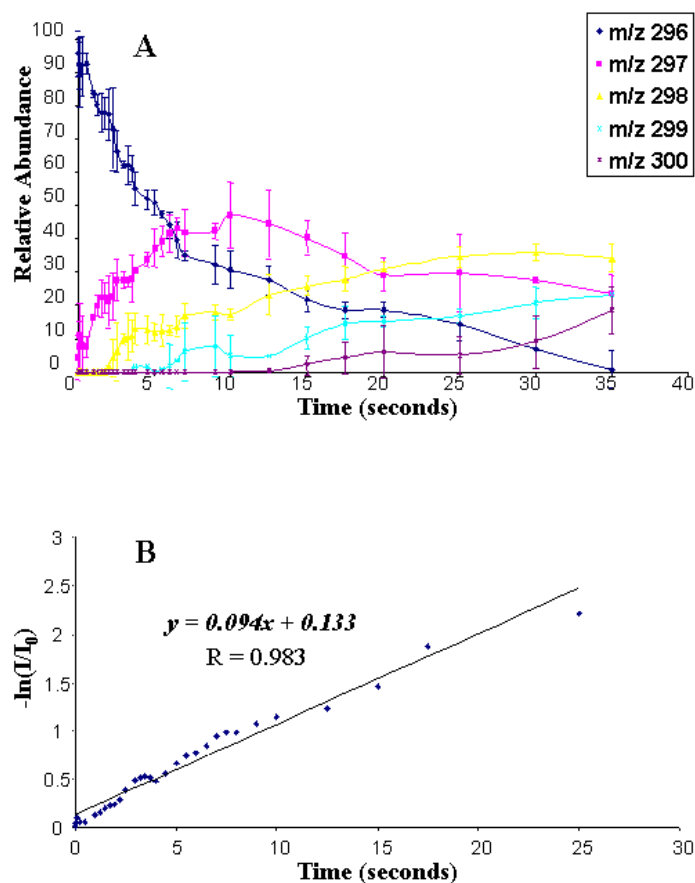 A
m/z 296
m/z 297
m/z 298
m/z 299
m/z 300
Relative Abundance
100
90
80
70
60
50
40
30
20
10
0
0 5 10 15 20 25 30 35 40
Time (seconds)
B
y = 0.094x + 0.133
R = 0.983
-ln(I/I0)
3
2.5
2
1.5
1
0.5
0
0 5 10 15 20 25 30
Time (seconds)